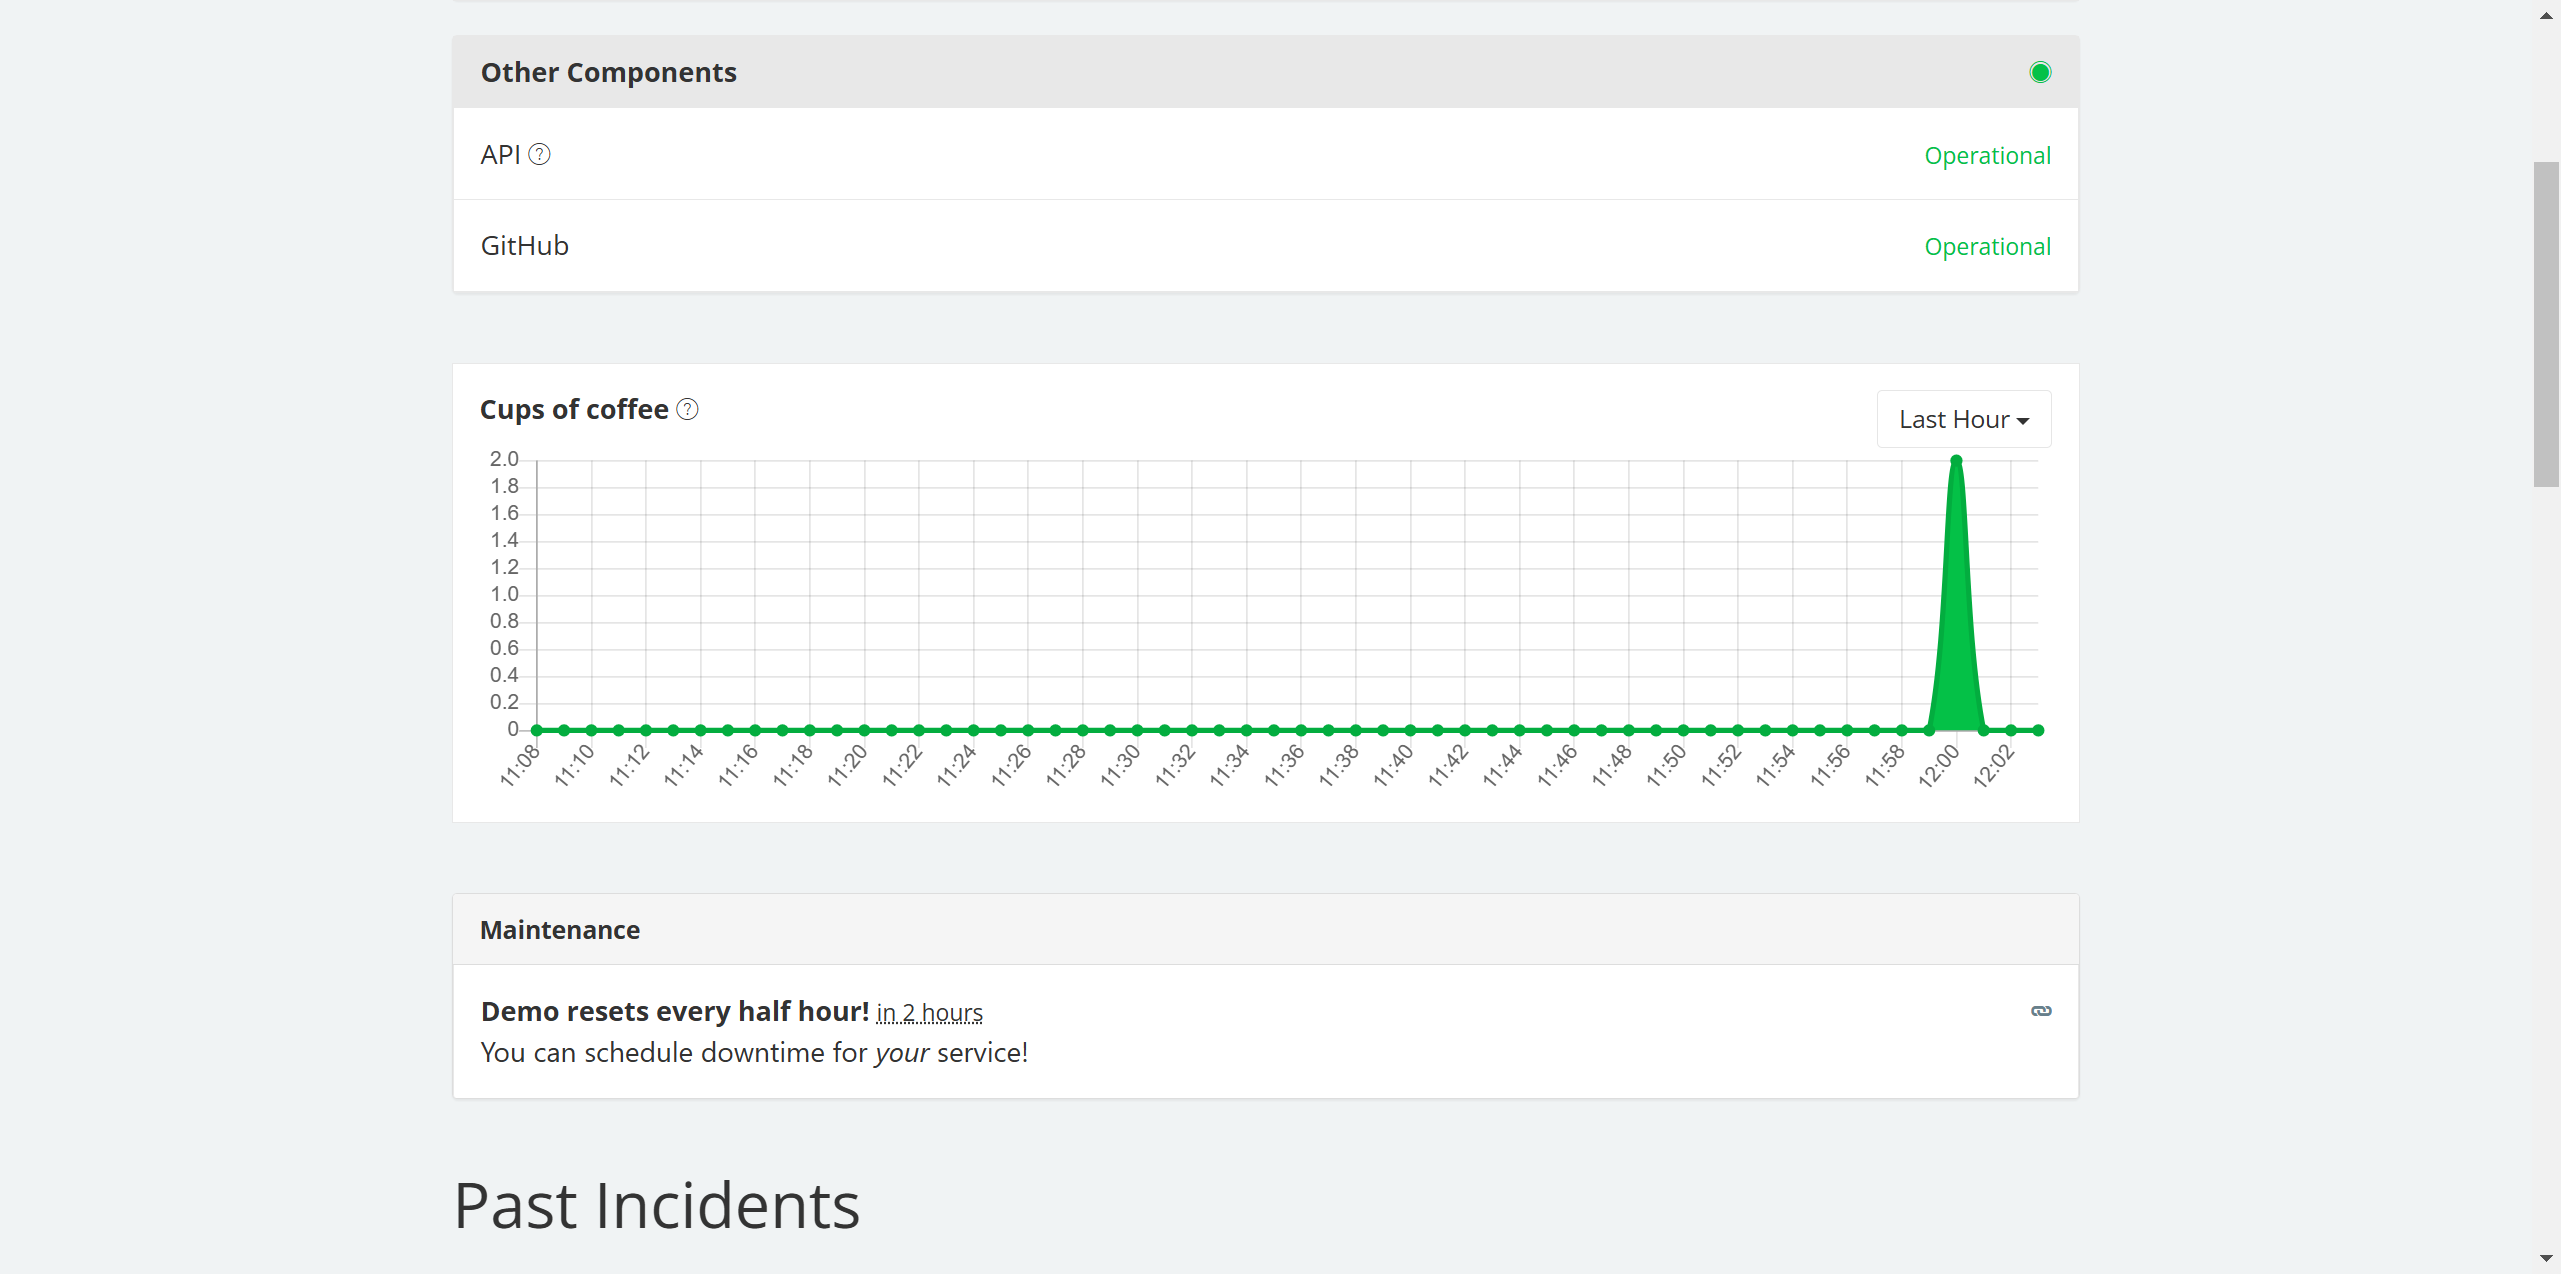 Other Components
API ?
Operational
GitHub
Operational
Cups of coffee ?
Last Hour
2.0
1.8
1.6
1.4
1.2
1.0
0.8
0.6
0.4
0.2
0
11:08 11:10 11:12 11:14 11:16 11:18 11:20 11:22 11:24 11:26 11:28 11:30 11:32 11:34 11:36 11:38 11:40 11:42 11:44 11:46 11:48 11:50 11:52 11:54 11:56 11:58 12:00 12:02
Maintenance
Demo resets every half hour! in 2 hours
You can schedule downtime for your service!
Past Incidents